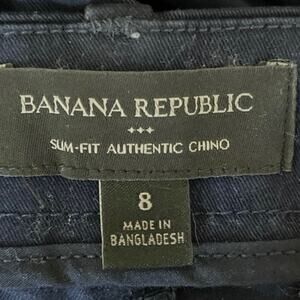 BANANA REPUBLIC
SLIM-FIT AUTHENTIC CHINO
8
MADE IN
BANGLADESH